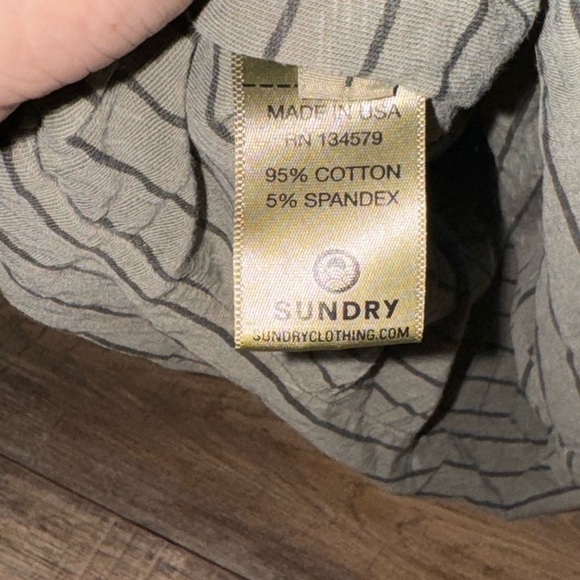 MADE IN USA
RN 134579
95% COTTON
5% SPANDEX
SUNDRY
SUNDRYCLOTHING.COM